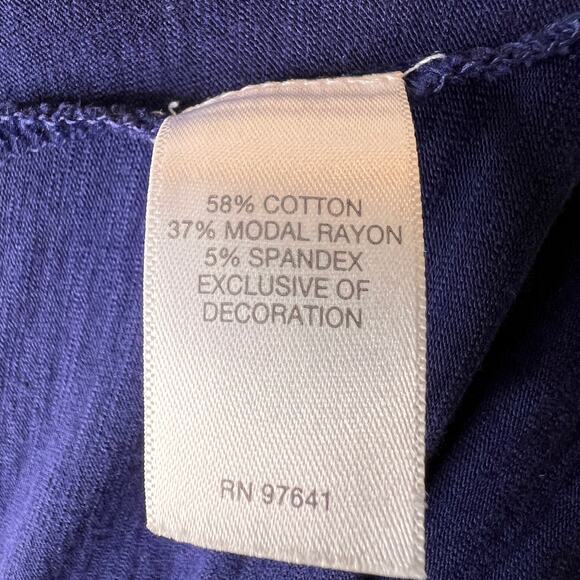 58% COTTON
37% MODAL RAYON
5% SPANDEX
EXCLUSIVE OF
DECORATION
RN 97641